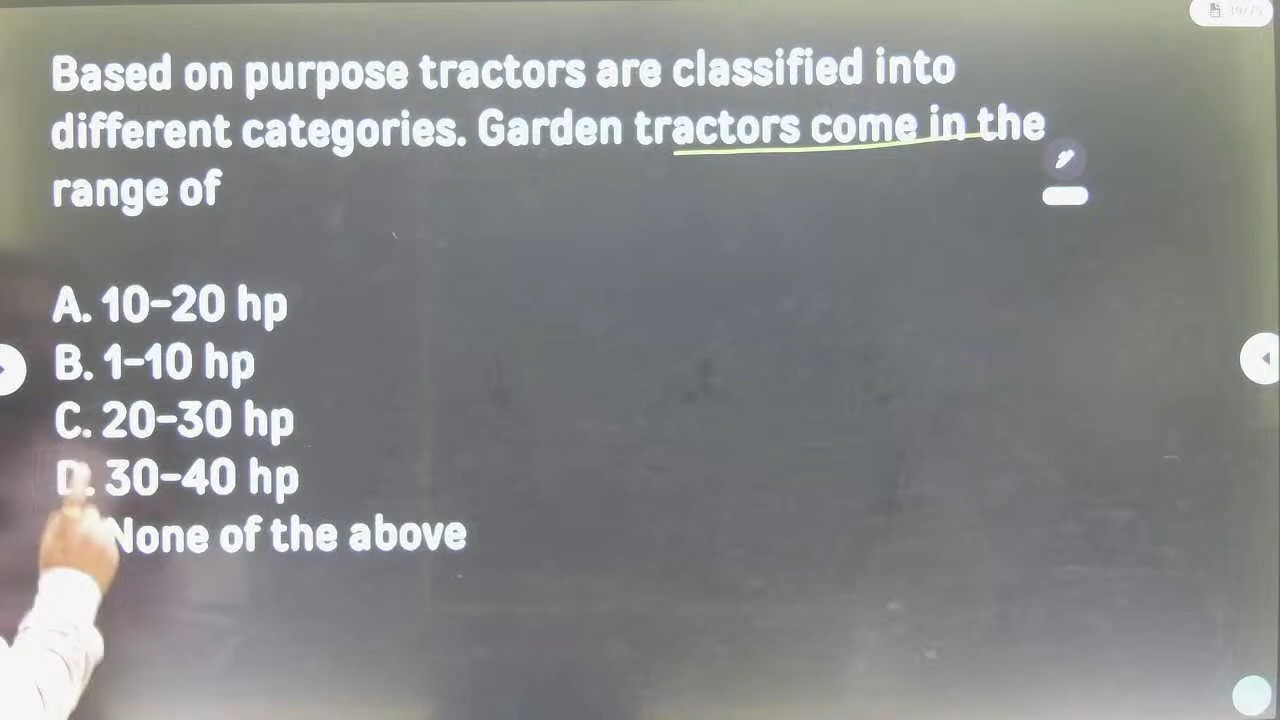 Based on purpose tractors are classified into
different categories. Garden tractors come in the
range of
A. 10-20 hp
B. 1-10 hp
C. 20-30 hp
D. 30-40 hp
None of the above